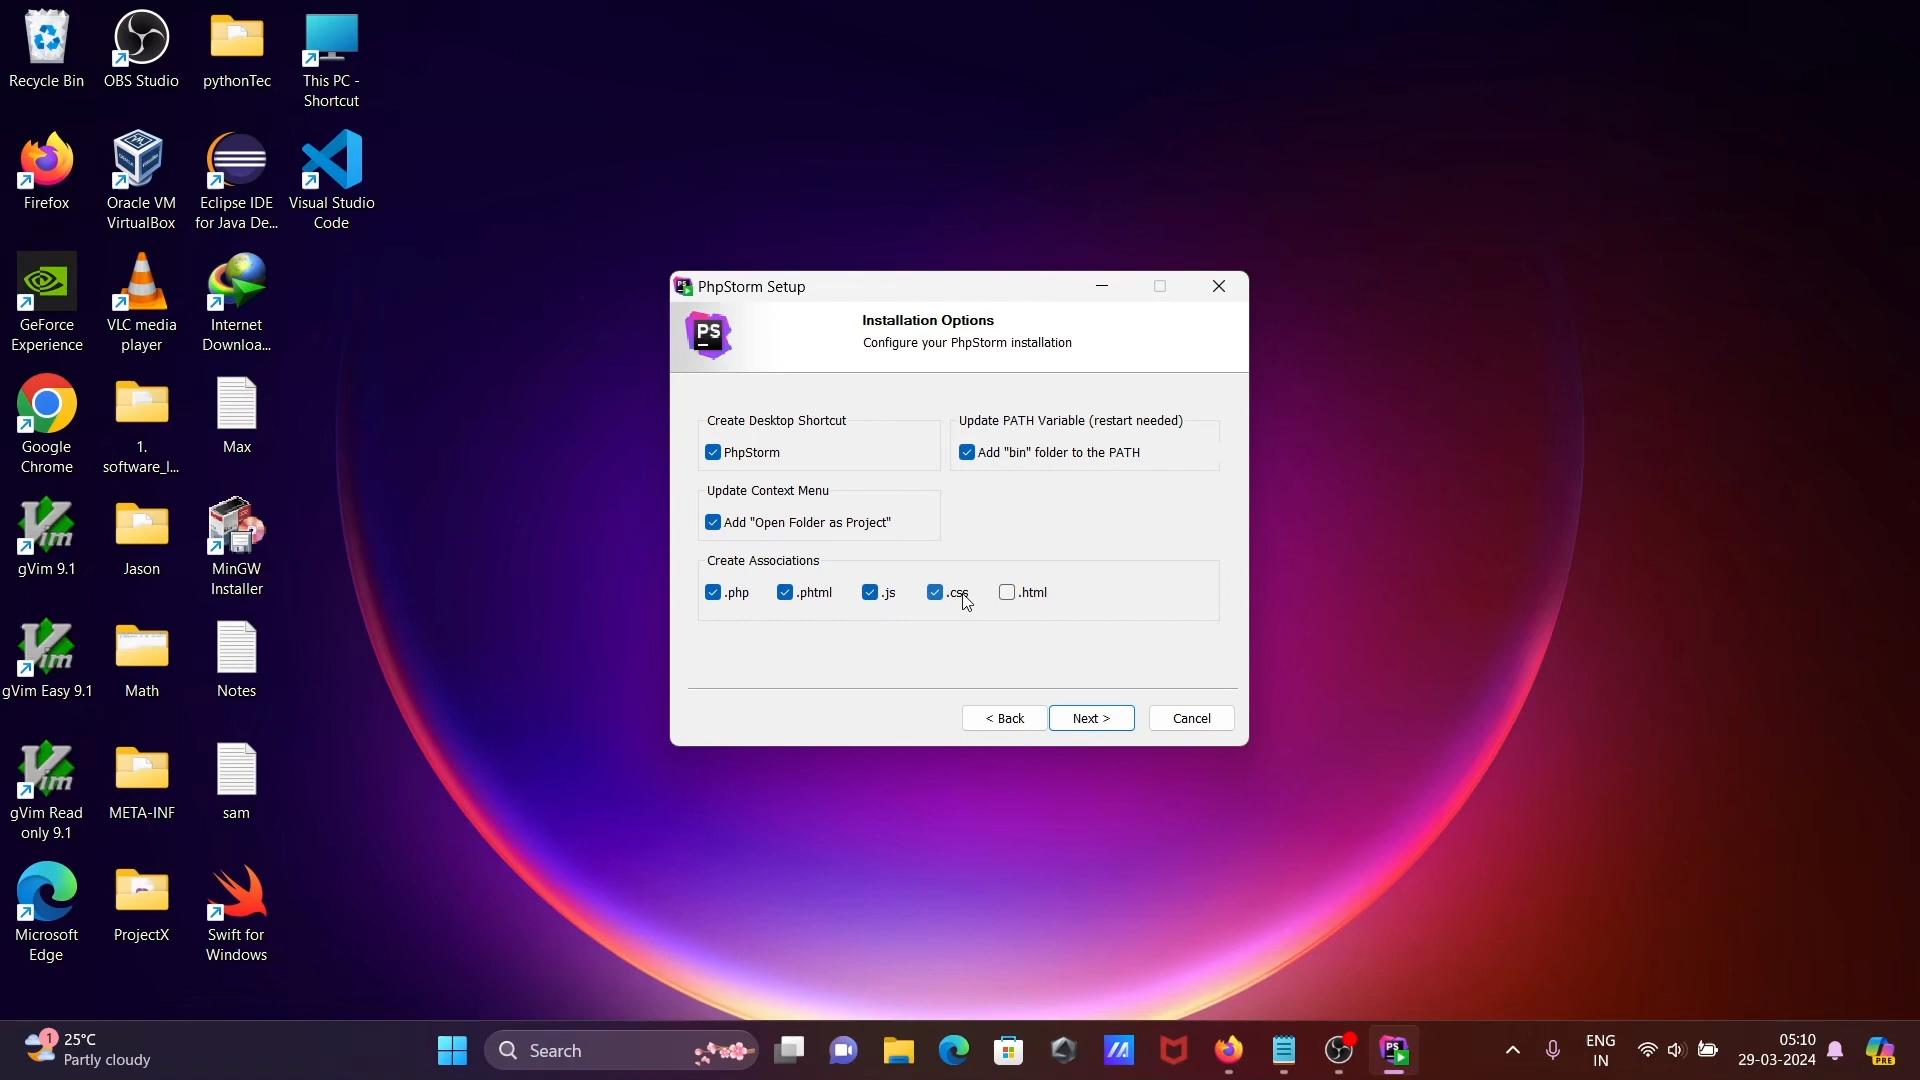 Recycle Bin
OBS Studio
pythonTec
This PC -
Shortcut
Firefox
Oracle VM
VirtualBox
Eclipse IDE
for Java De...
Visual Studio
Code
GeForce
Experience
VLC media
player
Internet
Downloa...
Google
Chrome
1.
software_l...
Max
gVim 9.1
Jason
MinGW
Installer
gVim Easy 9.1
Math
Notes
gVim Read
only 9.1
META-INF
sam
Microsoft
Edge
ProjectX
Swift for
Windows
PhpStorm Setup
PS
Installation Options
Configure your PhpStorm installation
Create Desktop Shortcut
PhpStorm
Update PATH Variable (restart needed)
Add "bin" folder to the PATH
Update Context Menu
Add "Open Folder as Project"
Create Associations
.php
.phtml
.js
.css
.html
< Back
Next >
Cancel
1
25°C
Partly cloudy
Search
ENG
IN
05:10
29-03-2024
PRE